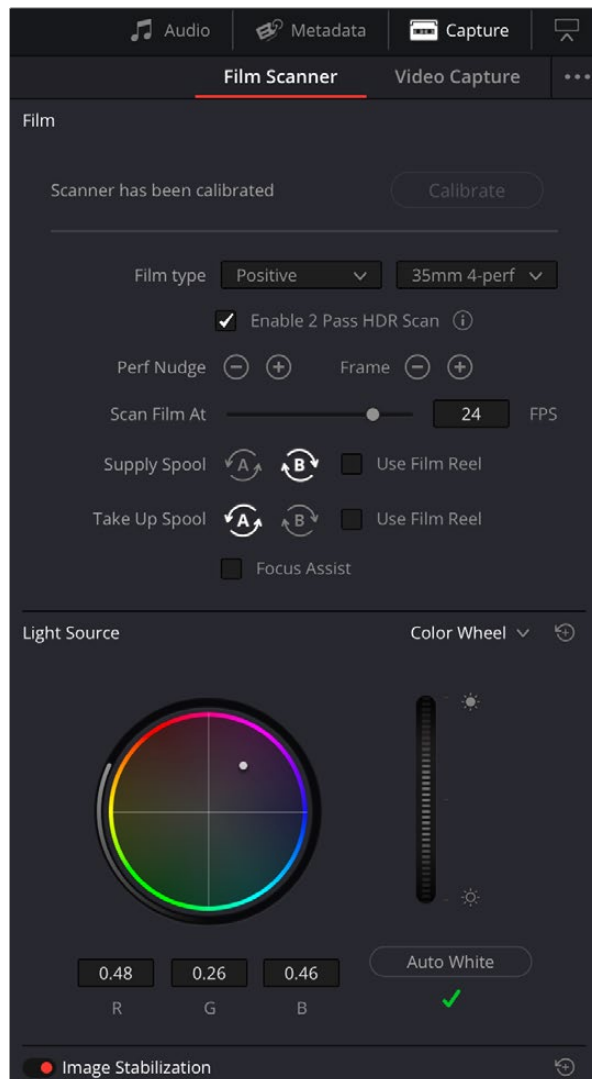 Audio Metadata Capture
Film Scanner Video Capture
Film
Scanner has been calibrated Calibrate
Film type Positive 35mm 4-perf
Enable 2 Pass HDR Scan
Perf Nudge Frame
Scan Film At 24 FPS
Supply Spool A B Use Film Reel
Take Up Spool A B Use Film Reel
Focus Assist
Light Source Color Wheel
0.48 0.26 0.46 Auto White
R G B
Image Stabilization